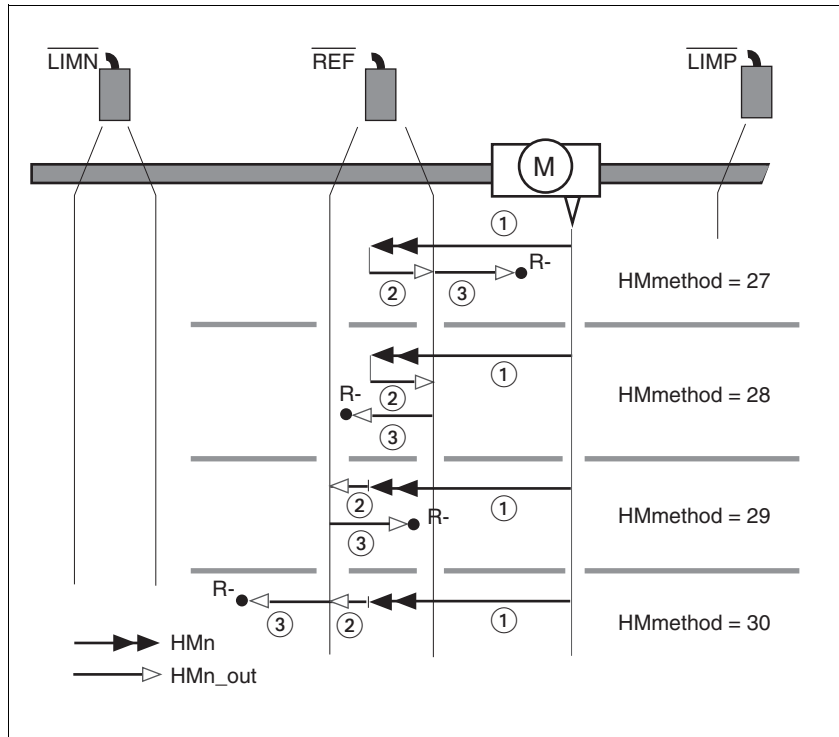 LIMN REF LIMP
M
1
R-
2 3
HMmethod = 27
1
2
R-
HMmethod = 28
3
2 1
R-
3
HMmethod = 29
R-
3 2 1
HMmethod = 30
HMn
HMn_out